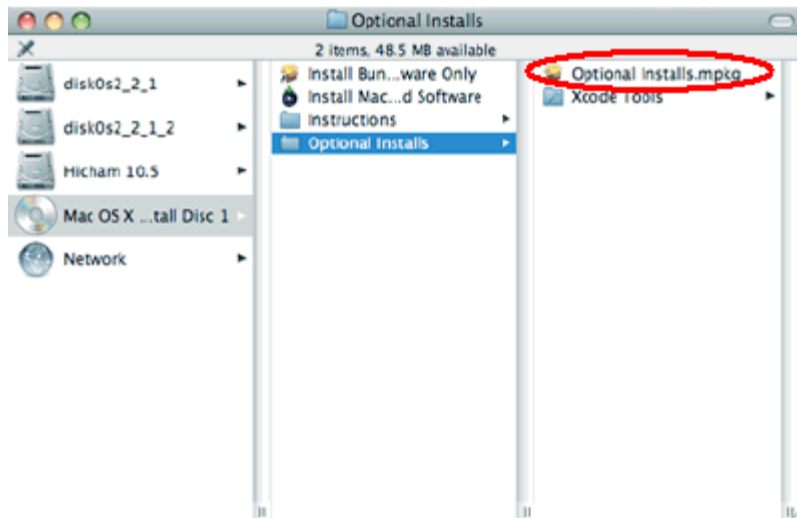 Optional Installs
2 items, 48.5 MB available
disk0s2_2_1
disk0s2_2_1_2
Hicham 10.5
Mac OS X ...tall Disc 1
Network
Install Bun...ware Only
Install Mac...d Software
Instructions
Optional Installs
Optional Installs.mpkg
Xcode Tools